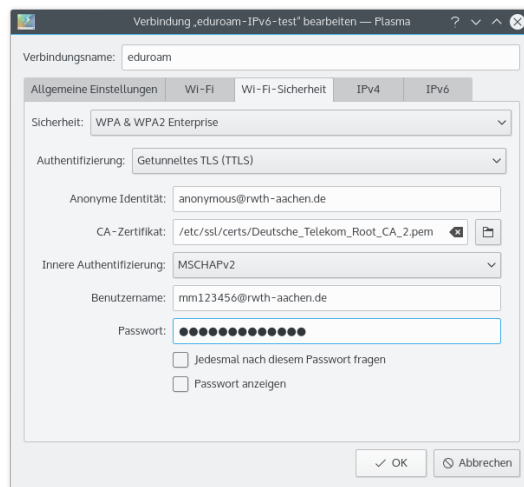 Verbindung „eduroam-IPv6-test" bearbeiten — Plasma
Verbindungsname: eduroam
Allgemeine Einstellungen Wi-Fi Wi-Fi-Sicherheit IPv4 IPv6
Sicherheit: WPA & WPA2 Enterprise
Authentifizierung: Getunneltes TLS (TTLS)
Anonyme Identität: anonymous@rwth-aachen.de
CA-Zertifikat: /etc/ssl/certs/Deutsche_Telekom_Root_CA_2.pem
Innere Authentifizierung: MSCHAPv2
Benutzername: mm123456@rwth-aachen.de
Passwort: ●●●●●●●●●●●●●
Jedesmal nach diesem Passwort fragen
Passwort anzeigen
OK Abbrechen